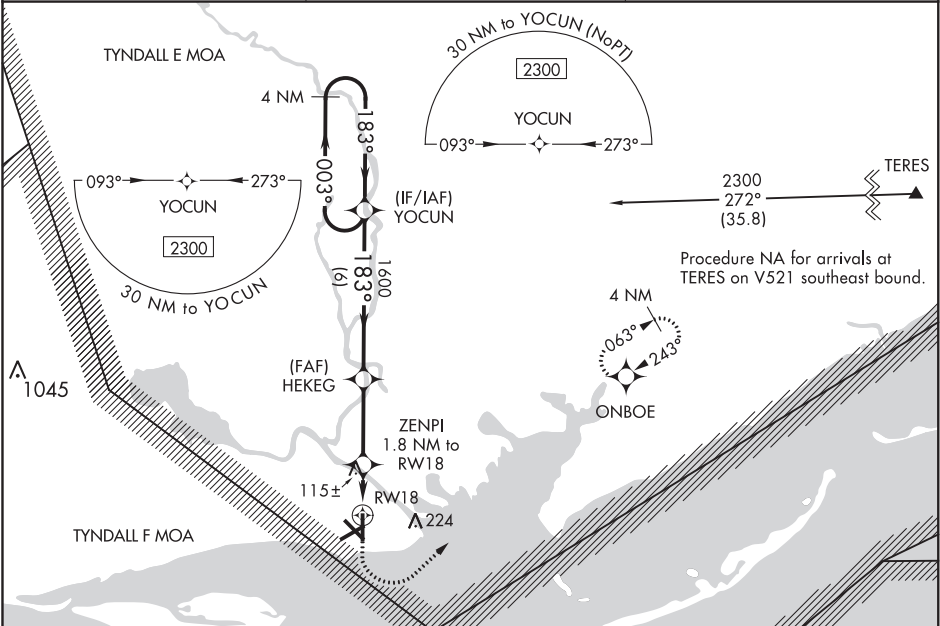 TYNDALL E MOA
30 NM to YOCUN (NoPT)
2300
YOCUN
093°
273°
4 NM
183°
003°
(IF/IAF)
YOCUN
093°
273°
YOCUN
2300
30 NM to YOCUN
TERES
2300
272°
(35.8)
Procedure NA for arrivals at
TERES on V521 southeast bound.
1600
183°
(6)
4 NM
063°
243°
ONBOE
(FAF)
HEKEG
1045
ZENPI
1.8 NM to
RW18
115±
RW18
224
TYNDALL F MOA